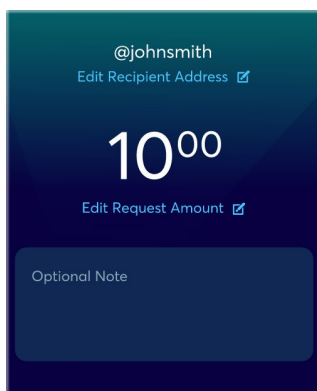 @johnsmith
Edit Recipient Address
1000
Edit Request Amount
Optional Note